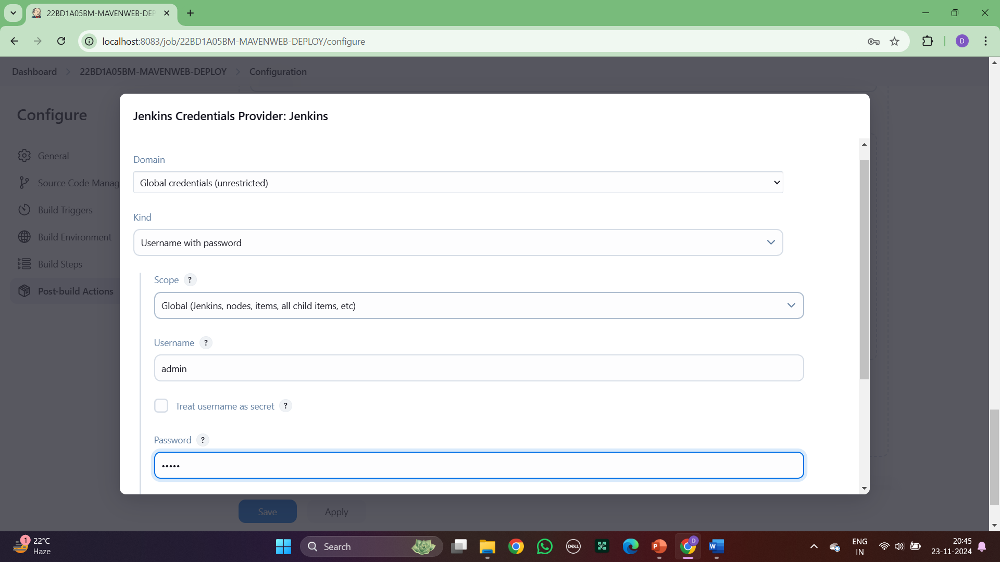 22BD1A05BM-MAVENWEB-DEP
localhost:8083/job/22BD1A05BM-MAVENWEB-DEPLOY/configure
D
Dashboard
22BD1A05BM-MAVENWEB-DEPLOY
Configuration
Configure
General
Source Code Manag
Build Triggers
Build Environment
Build Steps
Post-build Actions
Jenkins Credentials Provider: Jenkins
Domain
Global credentials (unrestricted)
Kind
Username with password
Scope ?
Global (Jenkins, nodes, items, all child items, etc)
Username ?
admin
Treat username as secret ?
Password ?
•••••
Save
Apply
1
22°C
Haze
Search
DELL
P
D
W
ENG
IN
20:45
23-11-2024